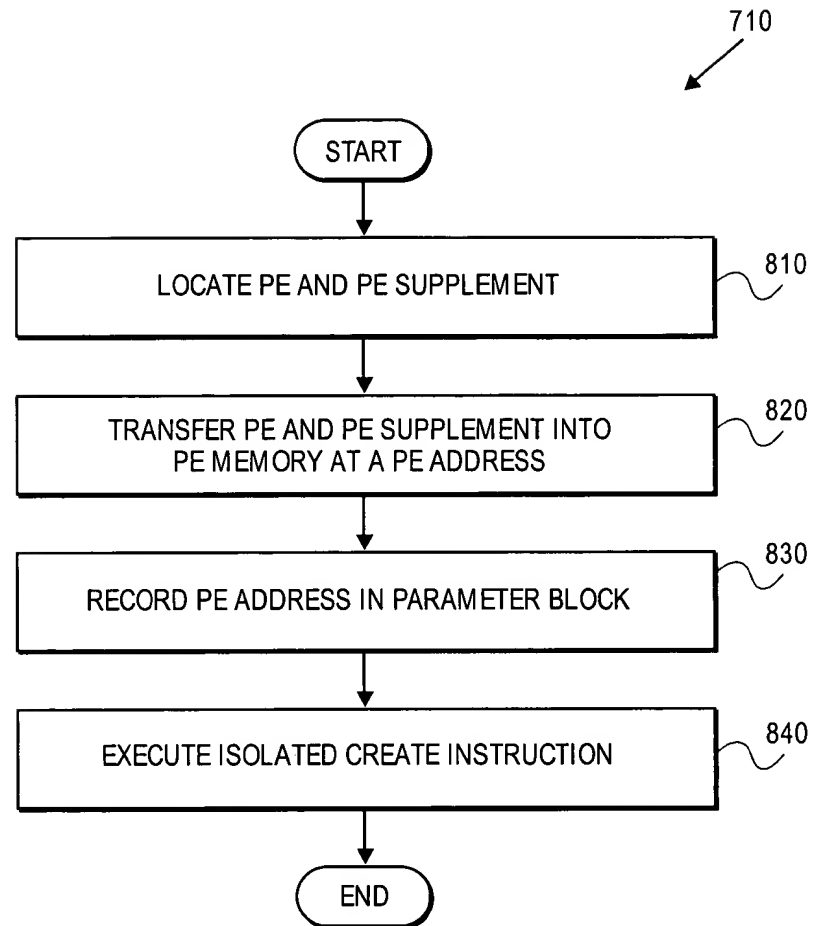 710
START
LOCATE PE AND PE SUPPLEMENT
810
TRANSFER PE AND PE SUPPLEMENT INTO
PE MEMORY AT A PE ADDRESS
820
RECORD PE ADDRESS IN PARAMETER BLOCK
830
EXECUTE ISOLATED CREATE INSTRUCTION
840
END